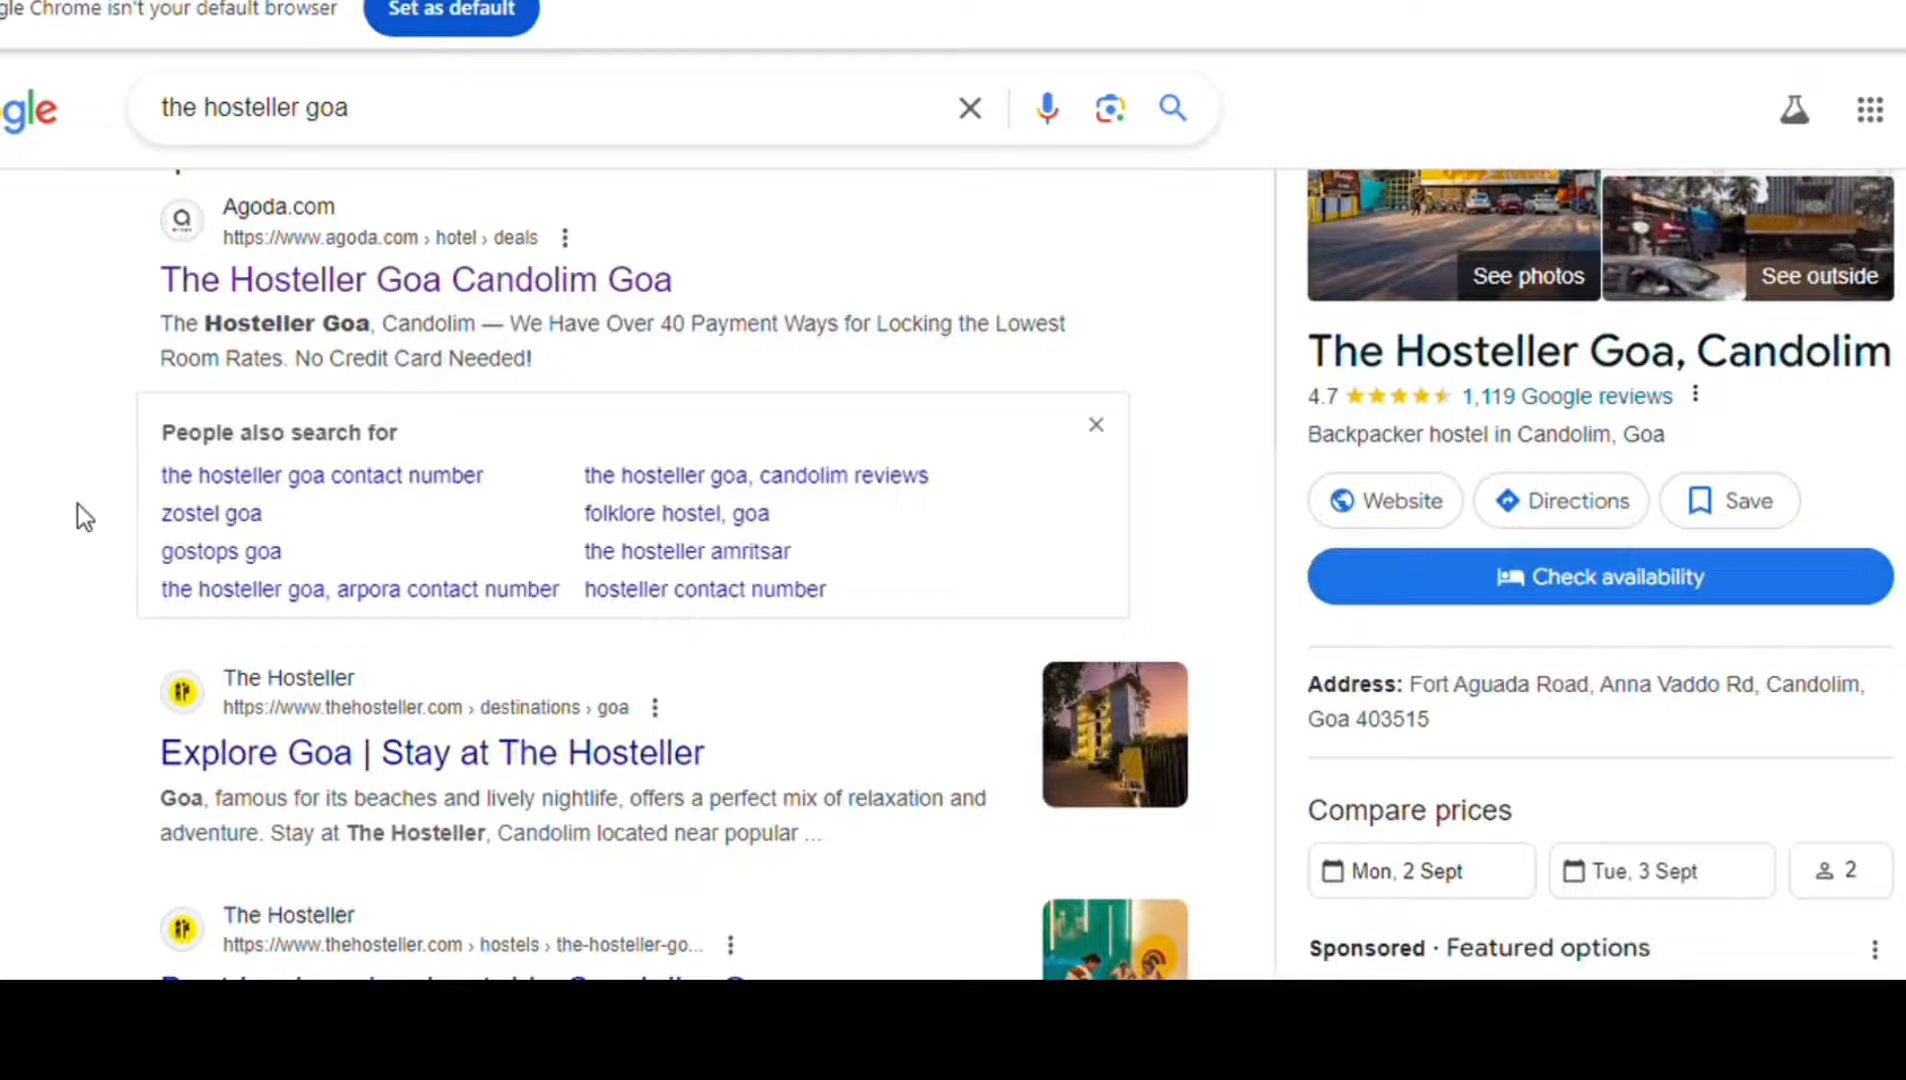 gle Chrome isn't your default browser
Set as default
gle
the hosteller goa
Agoda.com
https://www.agoda.com › hotel › deals
The Hosteller Goa Candolim Goa
The Hosteller Goa, Candolim — We Have Over 40 Payment Ways for Locking the Lowest
Room Rates. No Credit Card Needed!
People also search for
the hosteller goa contact number
the hosteller goa, candolim reviews
zostel goa
folklore hostel, goa
gostops goa
the hosteller amritsar
the hosteller goa, arpora contact number
hosteller contact number
The Hosteller
https://www.thehosteller.com › destinations › goa
Explore Goa | Stay at The Hosteller
Goa, famous for its beaches and lively nightlife, offers a perfect mix of relaxation and
adventure. Stay at The Hosteller, Candolim located near popular ...
The Hosteller
https://www.thehosteller.com › hostels › the-hosteller-go...
See photos
See outside
The Hosteller Goa, Candolim
4.7 1,119 Google reviews
Backpacker hostel in Candolim, Goa
Website
Directions
Save
Check availability
Address: Fort Aguada Road, Anna Vaddo Rd, Candolim,
Goa 403515
Compare prices
Mon, 2 Sept
Tue, 3 Sept
2
Sponsored · Featured options